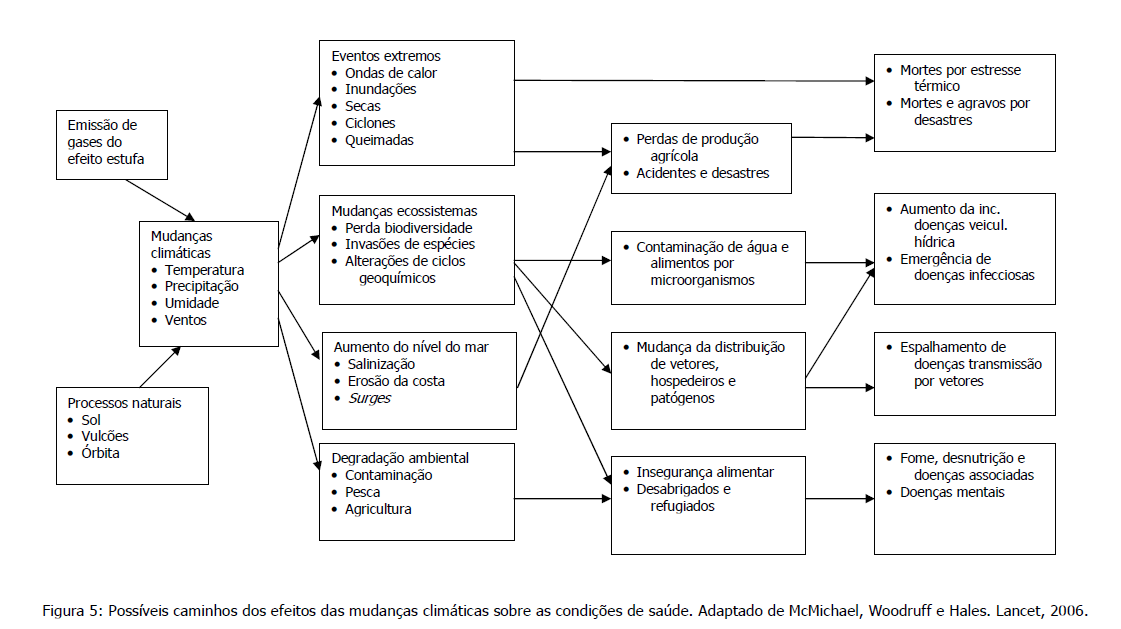 Emissão de
gases do
efeito estufa
Mudanças
climáticas
• Temperatura
• Precipitação
• Umidade
• Ventos
Processos naturais
• Sol
• Vulcões
• Órbita
Eventos extremos
• Ondas de calor
• Inundações
• Secas
• Ciclones
• Queimadas
Mudanças ecossistemas
• Perda biodiversidade
• Invasões de espécies
• Alterações de ciclos
geoquímicos
Aumento do nível do mar
• Salinização
• Erosão da costa
• Surges
Degradação ambiental
• Contaminação
• Pesca
• Agricultura
• Perdas de produção
agrícola
• Acidentes e desastres
• Contaminação de água e
alimentos por
microorganismos
• Mudança da distribuição
de vetores,
hospedeiros e
patógenos
• Insegurança alimentar
• Desabrigados e
refugiados
• Mortes por estresse
térmico
• Mortes e agravos por
desastres
• Aumento da inc.
doenças veicul.
hídrica
• Emergência de
doenças infecciosas
• Espalhamento de
doenças transmissão
por vetores
• Fome, desnutrição e
doenças associadas
• Doenças mentais
Figura 5: Possíveis caminhos dos efeitos das mudanças climáticas sobre as condições de saúde. Adaptado de McMichael, Woodruff e Hales. Lancet, 2006.